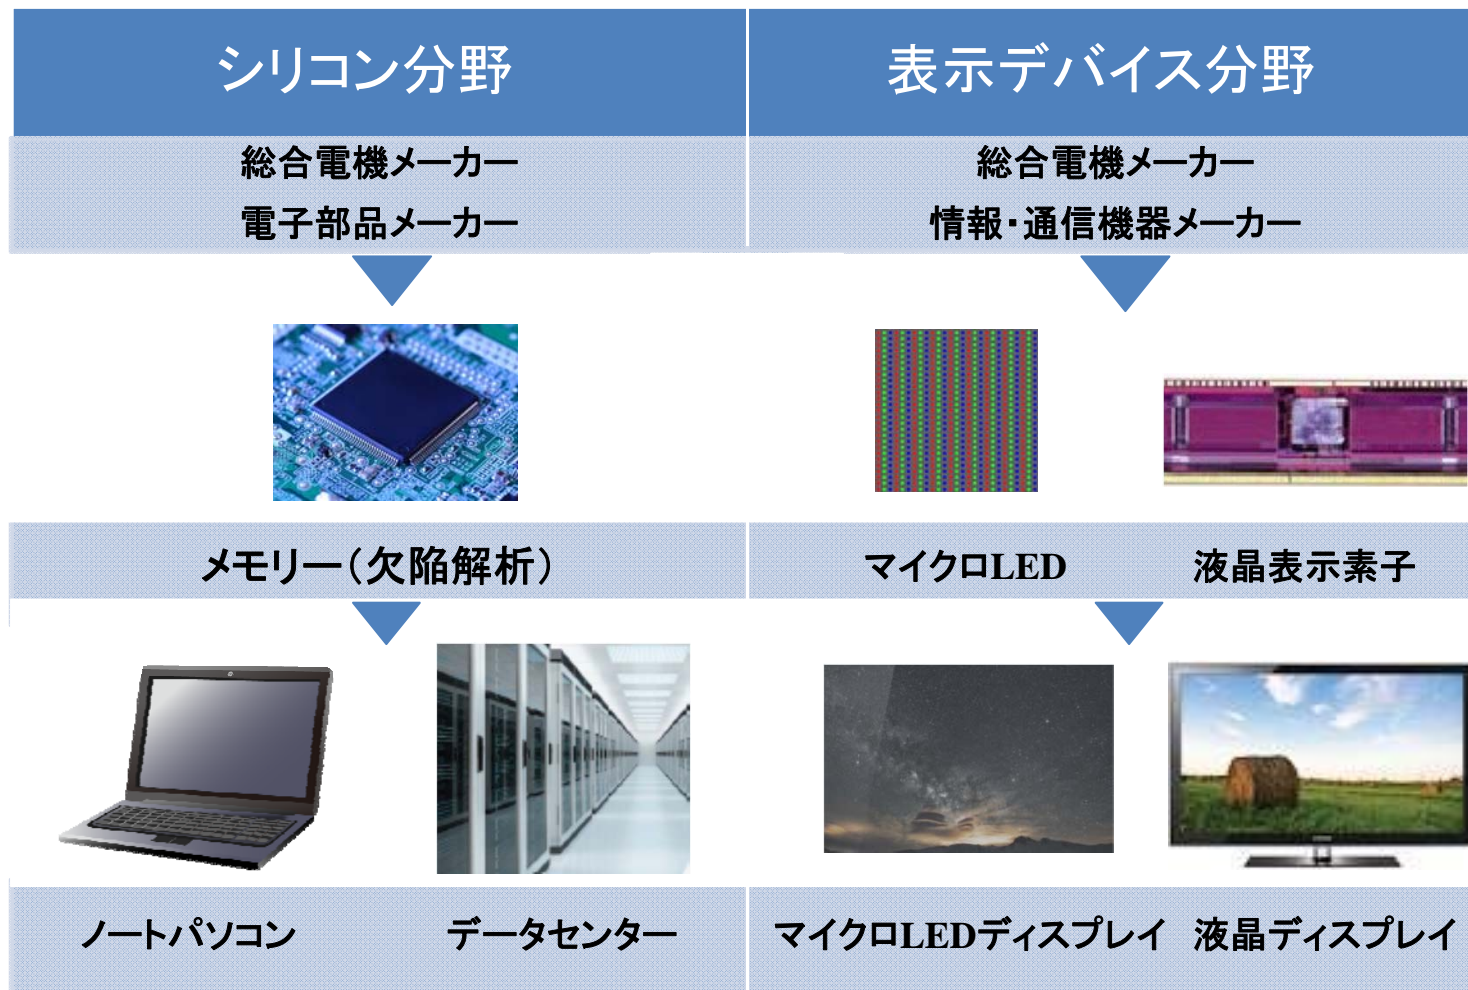 シリコン分野
表示デバイス分野
総合電機メーカー
電子部品メーカー
総合電機メーカー
情報・通信機器メーカー
メモリー(欠陥解析)
マイクロLED
液晶表示素子
ノートパソコン
データセンター
マイクロLEDディスプレイ
液晶ディスプレイ